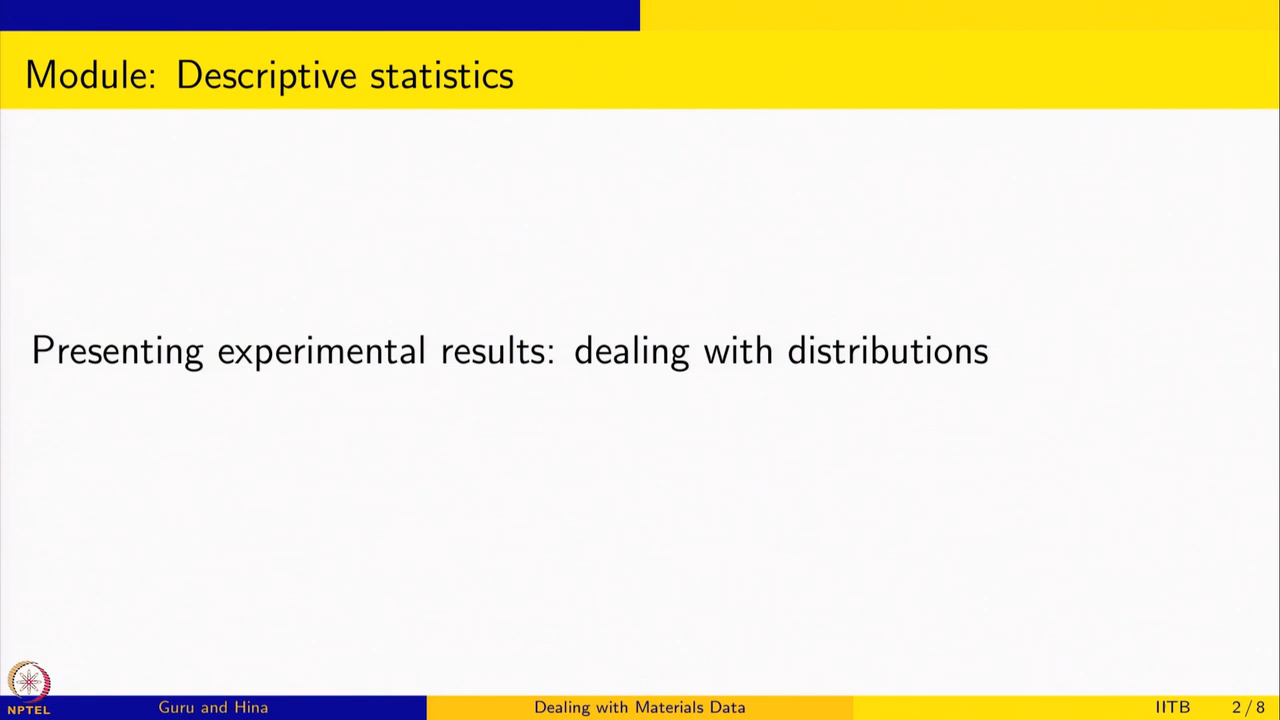 Module: Descriptive statistics
Presenting experimental results: dealing with distributions
NPTEL
Guru and Hina
Dealing with Materials Data
IITB
2 / 8